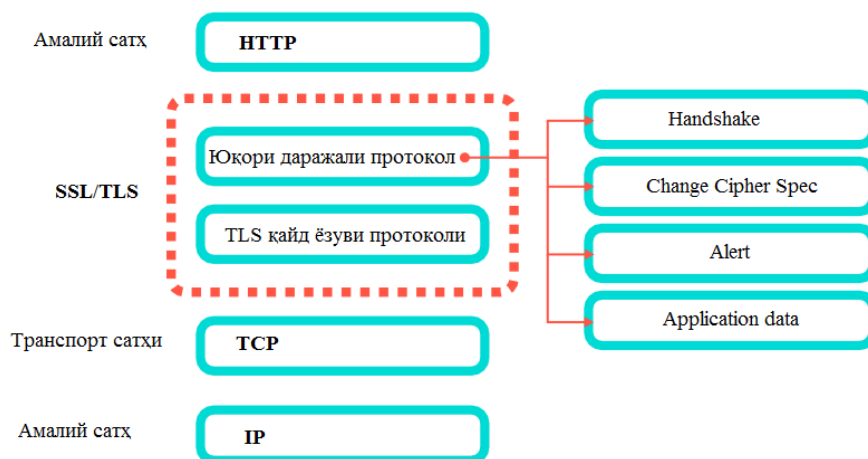 Амалий сатҳ
HTTP
SSL/TLS
Юқори даражали протокол
TLS қайд ёзуви протоколи
Handshake
Change Cipher Spec
Alert
Application data
Транспорт сатҳи
TCP
Амалий сатҳ
IP